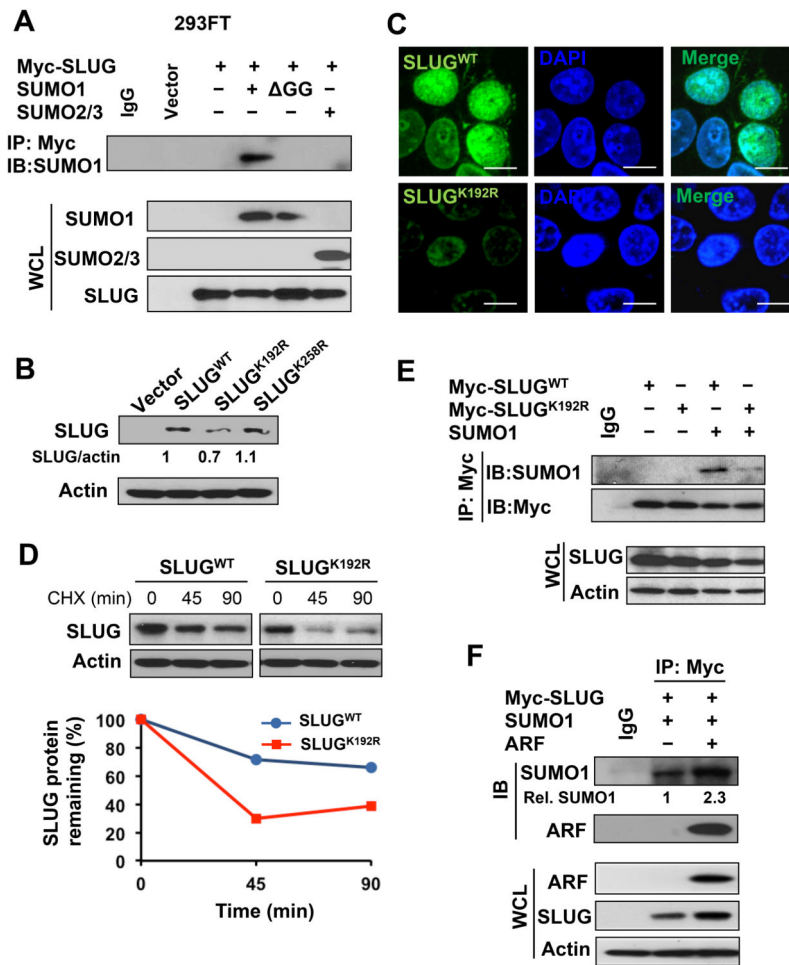 A
293FT
IgG
Vector
Myc-SLUG + + + +
SUMO1 – + ΔGG –
SUMO2/3 – – – +
IP: Myc
IB:SUMO1
WCL
SUMO1
SUMO2/3
SLUG
B
Vector
SLUGWT
SLUGK192R
SLUGK258R
SLUG
SLUG/actin 1 0.7 1.1
Actin
C
SLUGWT
DAPI
Merge
SLUGK192R
DAPI
Merge
D
SLUGWT
SLUGK192R
CHX (min) 0 45 90 0 45 90
SLUG
Actin
SLUG protein
remaining (%)
100
80
60
40
20
0
SLUGWT
SLUGK192R
0 45 90
Time (min)
E
IgG
Myc-SLUGWT + – + –
Myc-SLUGK192R – + – +
SUMO1 – – + +
IP: Myc
IB:SUMO1
IB:Myc
WCL
SLUG
Actin
F
IP: Myc
IgG
Myc-SLUG + +
SUMO1 + +
ARF – +
IB
SUMO1
Rel. SUMO1 1 2.3
ARF
WCL
ARF
SLUG
Actin